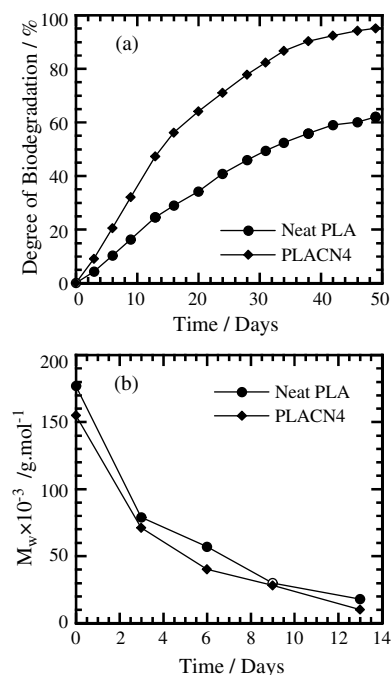 100
(a)
80
60
40
20
0
Degree of Biodegradation / %
Neat PLA
PLACN4
0 10 20 30 40 50
Time / Days
200
(b)
150
100
50
0
M_w×10^-3 /g.mol^-1
Neat PLA
PLACN4
0 2 4 6 8 10 12 14
Time / Days